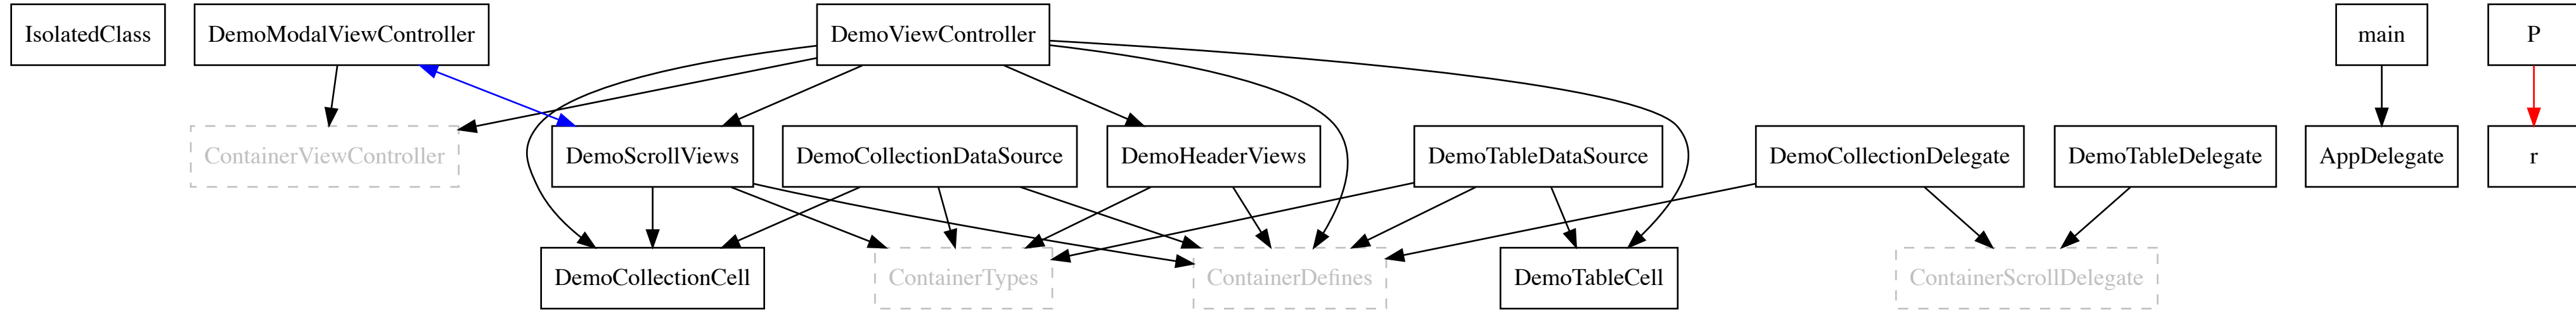 IsolatedClass
DemoModalViewController
DemoViewController
main
P
ContainerViewController
DemoScrollViews
DemoCollectionDataSource
DemoHeaderViews
DemoTableDataSource
DemoCollectionDelegate
DemoTableDelegate
AppDelegate
r
DemoCollectionCell
ContainerTypes
ContainerDefines
DemoTableCell
ContainerScrollDelegate